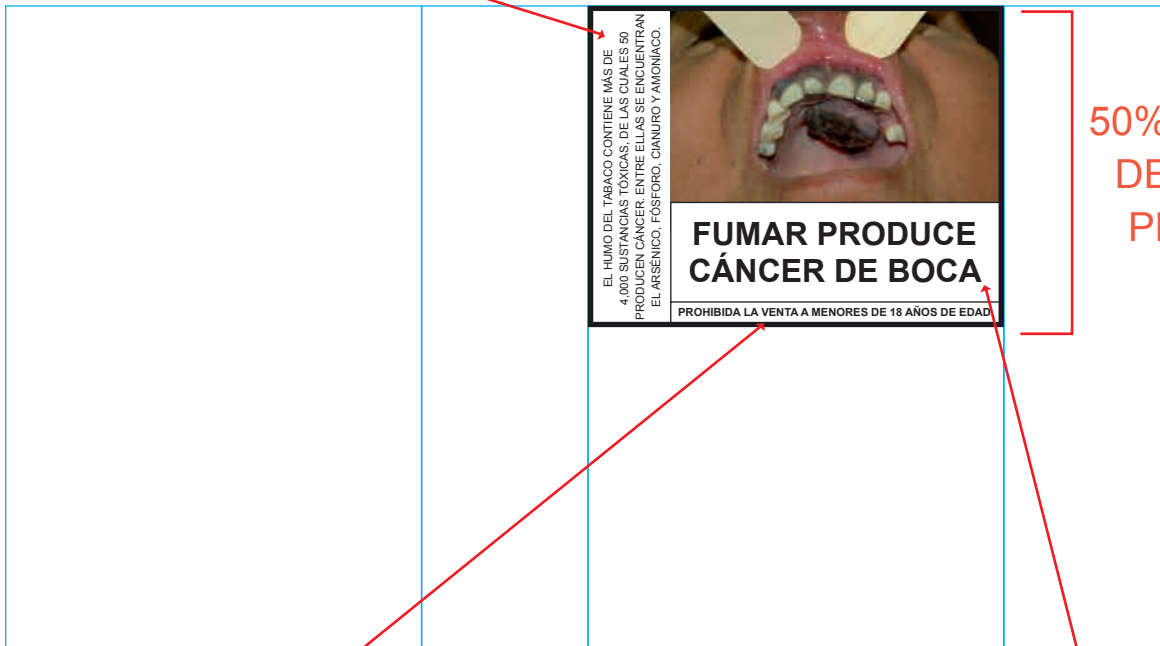 EL HUMO DEL TABACO CONTIENE MÁS DE
4,000 SUSTANCIAS TÓXICAS, DE LAS CUALES 50
PRODUCEN CÁNCER. ENTRE ELLAS SE ENCUENTRAN
EL ARSÉNICO, FÓSFORO, CIANURO Y AMONÍACO.
FUMAR PRODUCE
CÁNCER DE BOCA
PROHIBIDA LA VENTA A MENORES DE 18 AÑOS DE EDAD
50%